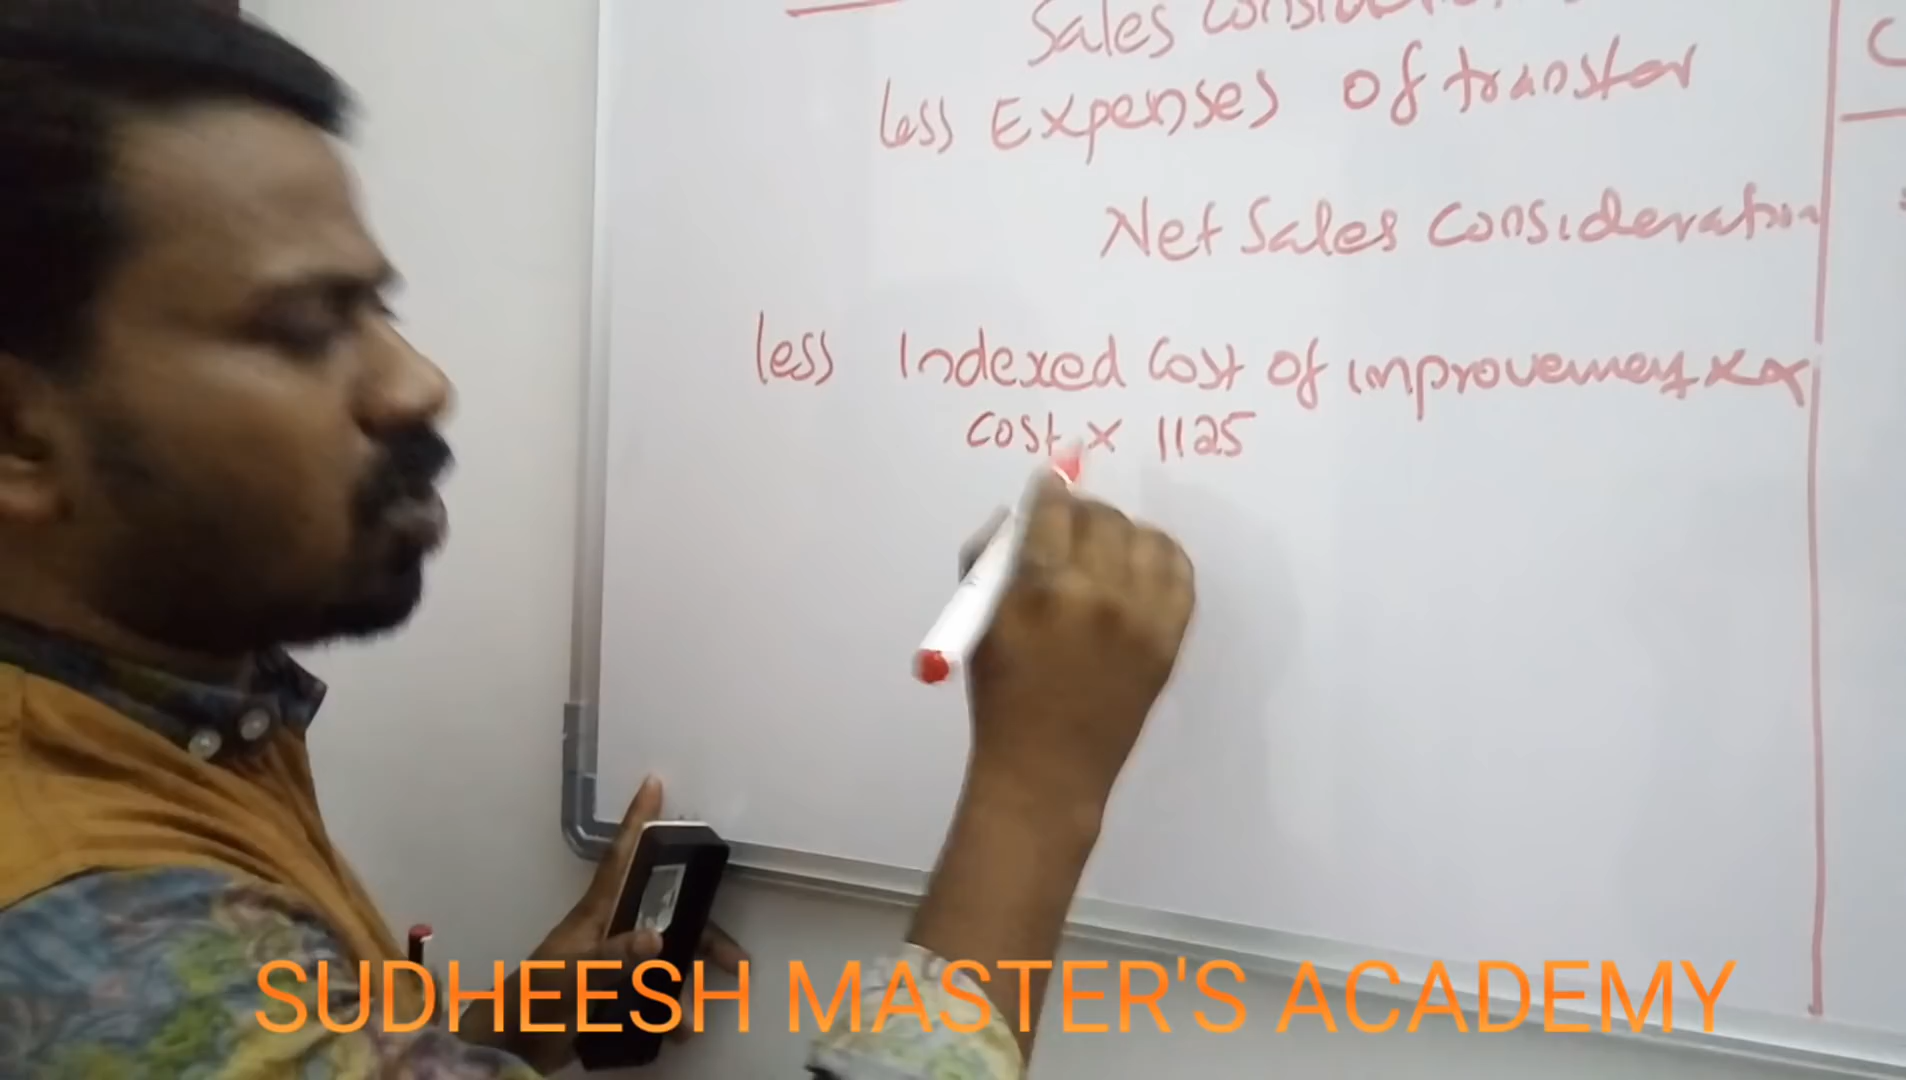 Sales
less Expenses of transfer
Net Sales Consideration
less Indexed Cost of improvement xx
Cost x 1125
C
SUDHEESH MASTER'S ACADEMY